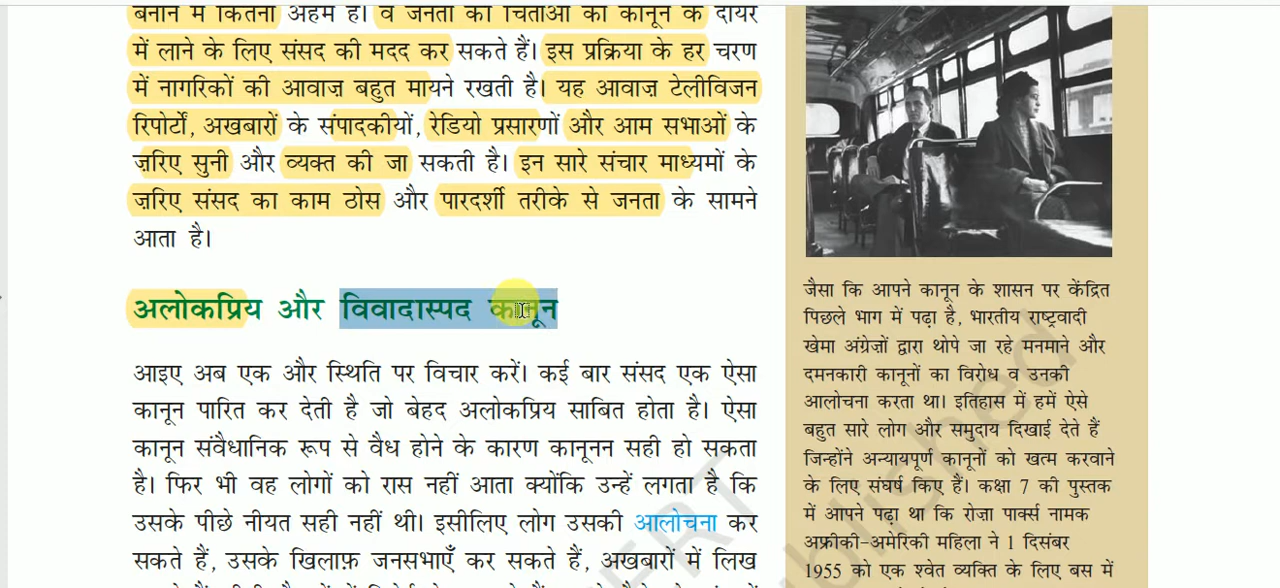 बनाने में कितनी अहम है। वे जनता की चिंताओं को कानून के दायरे
में लाने के लिए संसद की मदद कर सकते हैं। इस प्रक्रिया के हर चरण
में नागरिकों की आवाज़ बहुत मायने रखती है। यह आवाज़ टेलीविजन
रिपोर्टों, अखबारों के संपादकीयों, रेडियो प्रसारणों और आम सभाओं के
ज़रिए सुनी और व्यक्त की जा सकती है। इन सारे संचार माध्यमों के
ज़रिए संसद का काम ठोस और पारदर्शी तरीके से जनता के सामने
आता है।
अलोकप्रिय और विवादास्पद कानून
आइए अब एक और स्थिति पर विचार करें। कई बार संसद एक ऐसा
कानून पारित कर देती है जो बेहद अलोकप्रिय साबित होता है। ऐसा
कानून संवैधानिक रूप से वैध होने के कारण कानूनन सही हो सकता
है। फिर भी वह लोगों को रास नहीं आता क्योंकि उन्हें लगता है कि
उसके पीछे नीयत सही नहीं थी। इसीलिए लोग उसकी आलोचना कर
सकते हैं, उसके खिलाफ़ जनसभाएँ कर सकते हैं, अखबारों में लिख
जैसा कि आपने कानून के शासन पर केंद्रित
पिछले भाग में पढ़ा है, भारतीय राष्ट्रवादी
खेमा अंग्रेज़ों द्वारा थोपे जा रहे मनमाने और
दमनकारी कानूनों का विरोध व उनकी
आलोचना करता था। इतिहास में हमें ऐसे
बहुत सारे लोग और समुदाय दिखाई देते हैं
जिन्होंने अन्यायपूर्ण कानूनों को खत्म करवाने
के लिए संघर्ष किए हैं। कक्षा 7 की पुस्तक
में आपने पढ़ा था कि रोज़ा पार्क्स नामक
अफ्रीकी-अमेरिकी महिला ने 1 दिसंबर
1955 को एक श्वेत व्यक्ति के लिए बस में